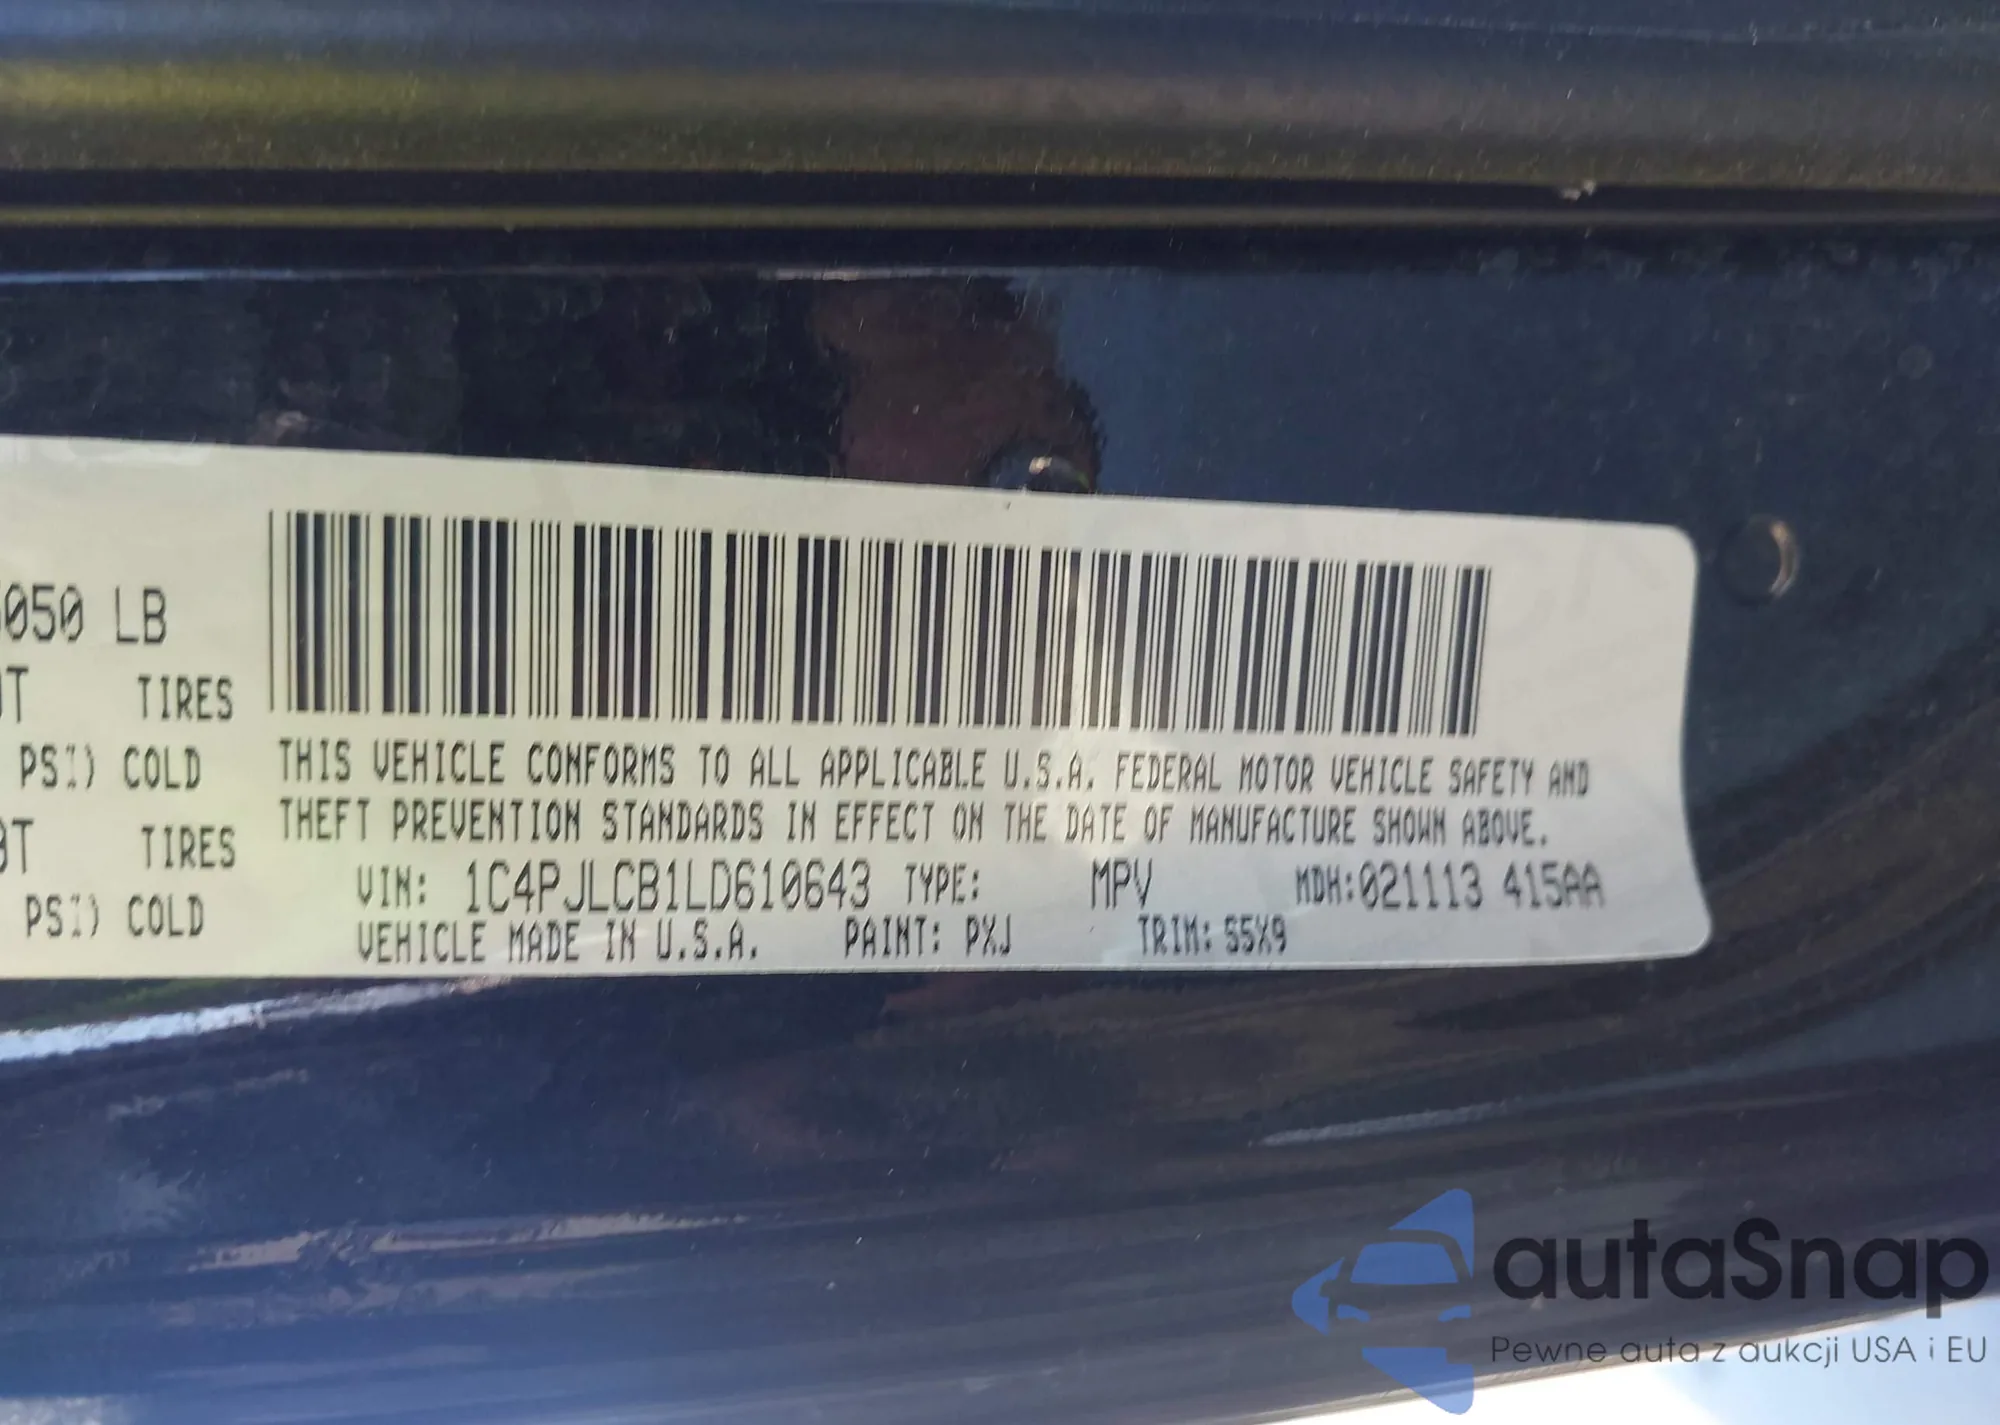 050 LB
TIRES
PSI) COLD
TIRES
PSI) COLD
THIS VEHICLE CONFORMS TO ALL APPLICABLE U.S.A. FEDERAL MOTOR VEHICLE SAFETY AND
THEFT PREVENTION STANDARDS IN EFFECT ON THE DATE OF MANUFACTURE SHOWN ABOVE.
VIN: 1C4PJLCB1LD610643 TYPE: MPV MDH:021113 415AA
VEHICLE MADE IN U.S.A. PAINT: PXJ TRIM: S5X9
autaSnap
Pewne auta z aukcji USA i EU